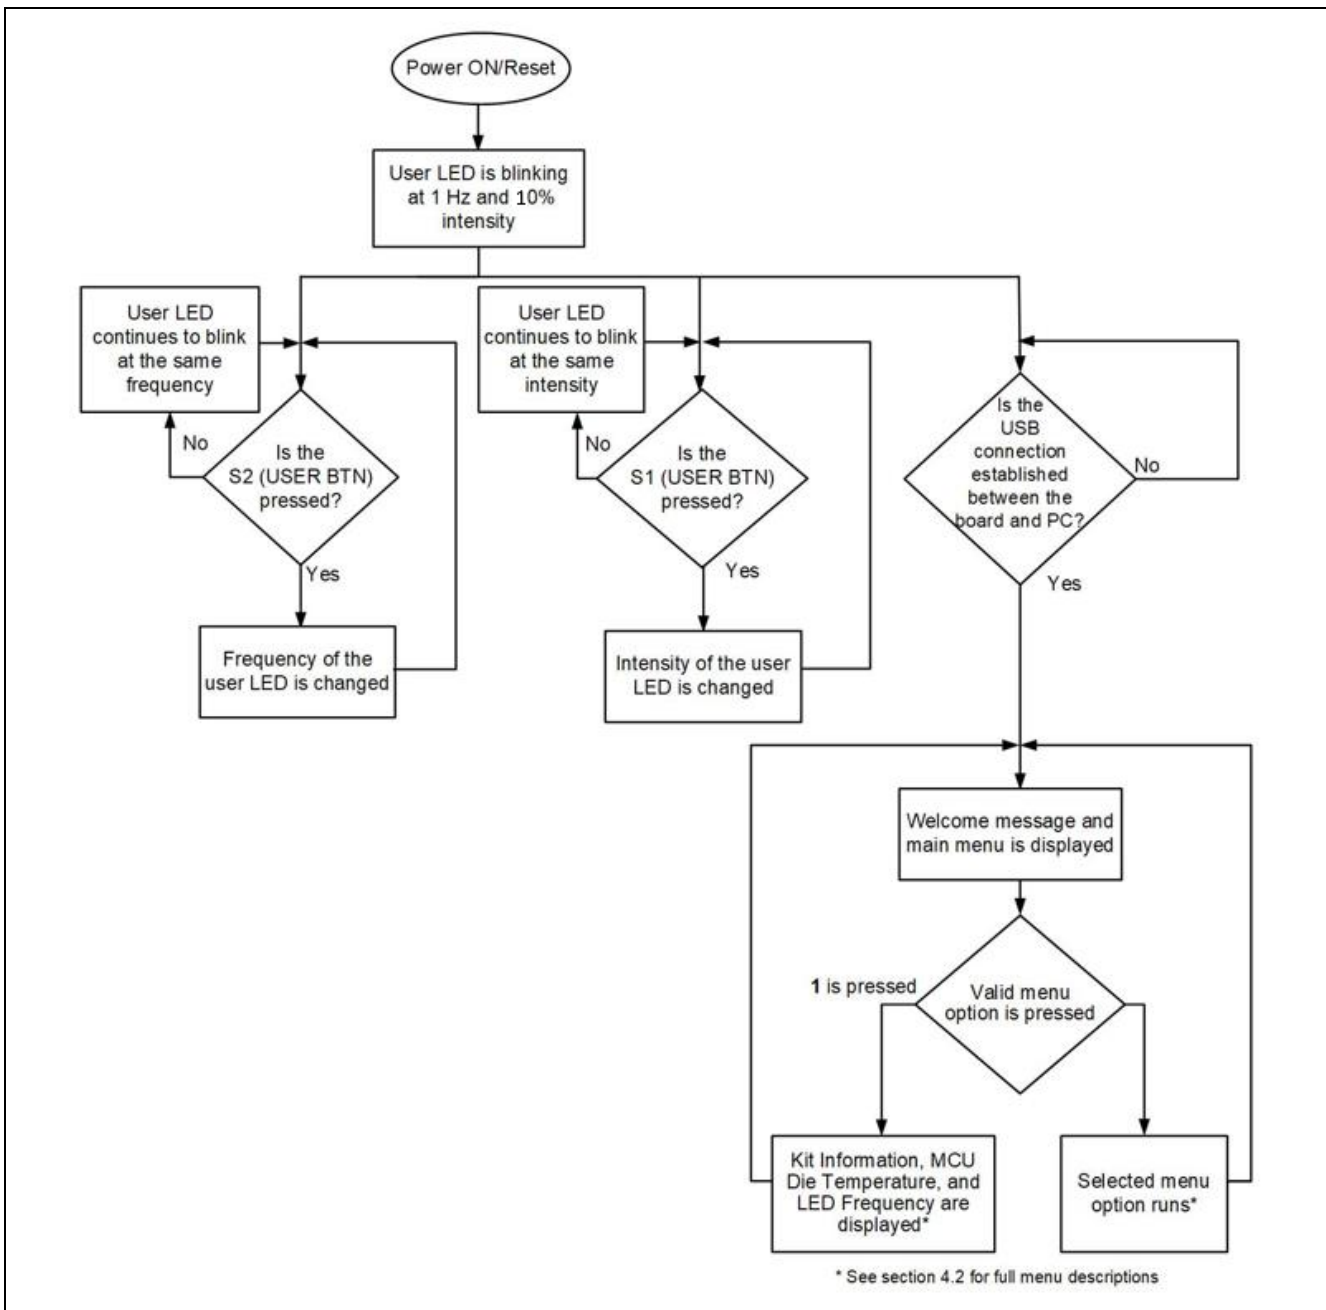 Power ON/Reset
User LED is blinking
at 1 Hz and 10%
intensity
User LED
continues to blink
at the same
frequency
No
Is the
S2 (USER BTN)
pressed?
Yes
Frequency of the
user LED is changed
User LED
continues to blink
at the same
intensity
No
Is the
S1 (USER BTN)
pressed?
Yes
Intensity of the user
LED is changed
Is the
USB
connection
established
between the
board and PC?
No
Yes
Welcome message and
main menu is displayed
1 is pressed
Valid menu
option is pressed
Kit Information, MCU
Die Temperature, and
LED Frequency are
displayed*
Selected menu
option runs*
* See section 4.2 for full menu descriptions